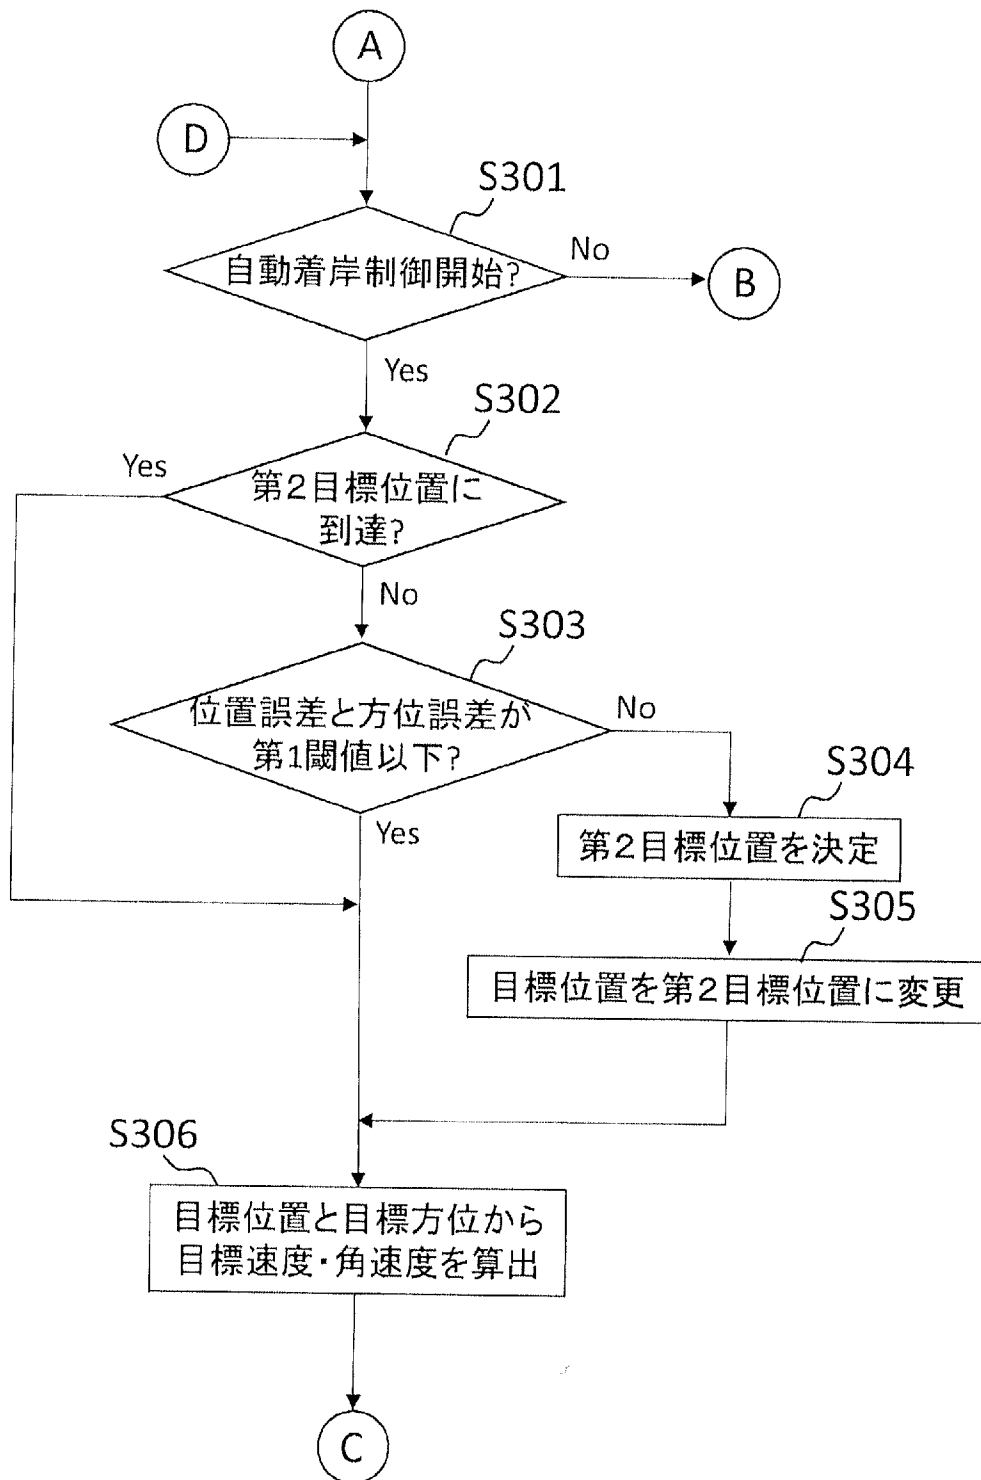 A
D
S301
自動着岸制御開始?
No
B
Yes
S302
Yes
第2目標位置に
到達?
No
S303
位置誤差と方位誤差が
第1閾値以下?
No
S304
Yes
第2目標位置を決定
S305
目標位置を第2目標位置に変更
S306
目標位置と目標方位から
目標速度・角速度を算出
C